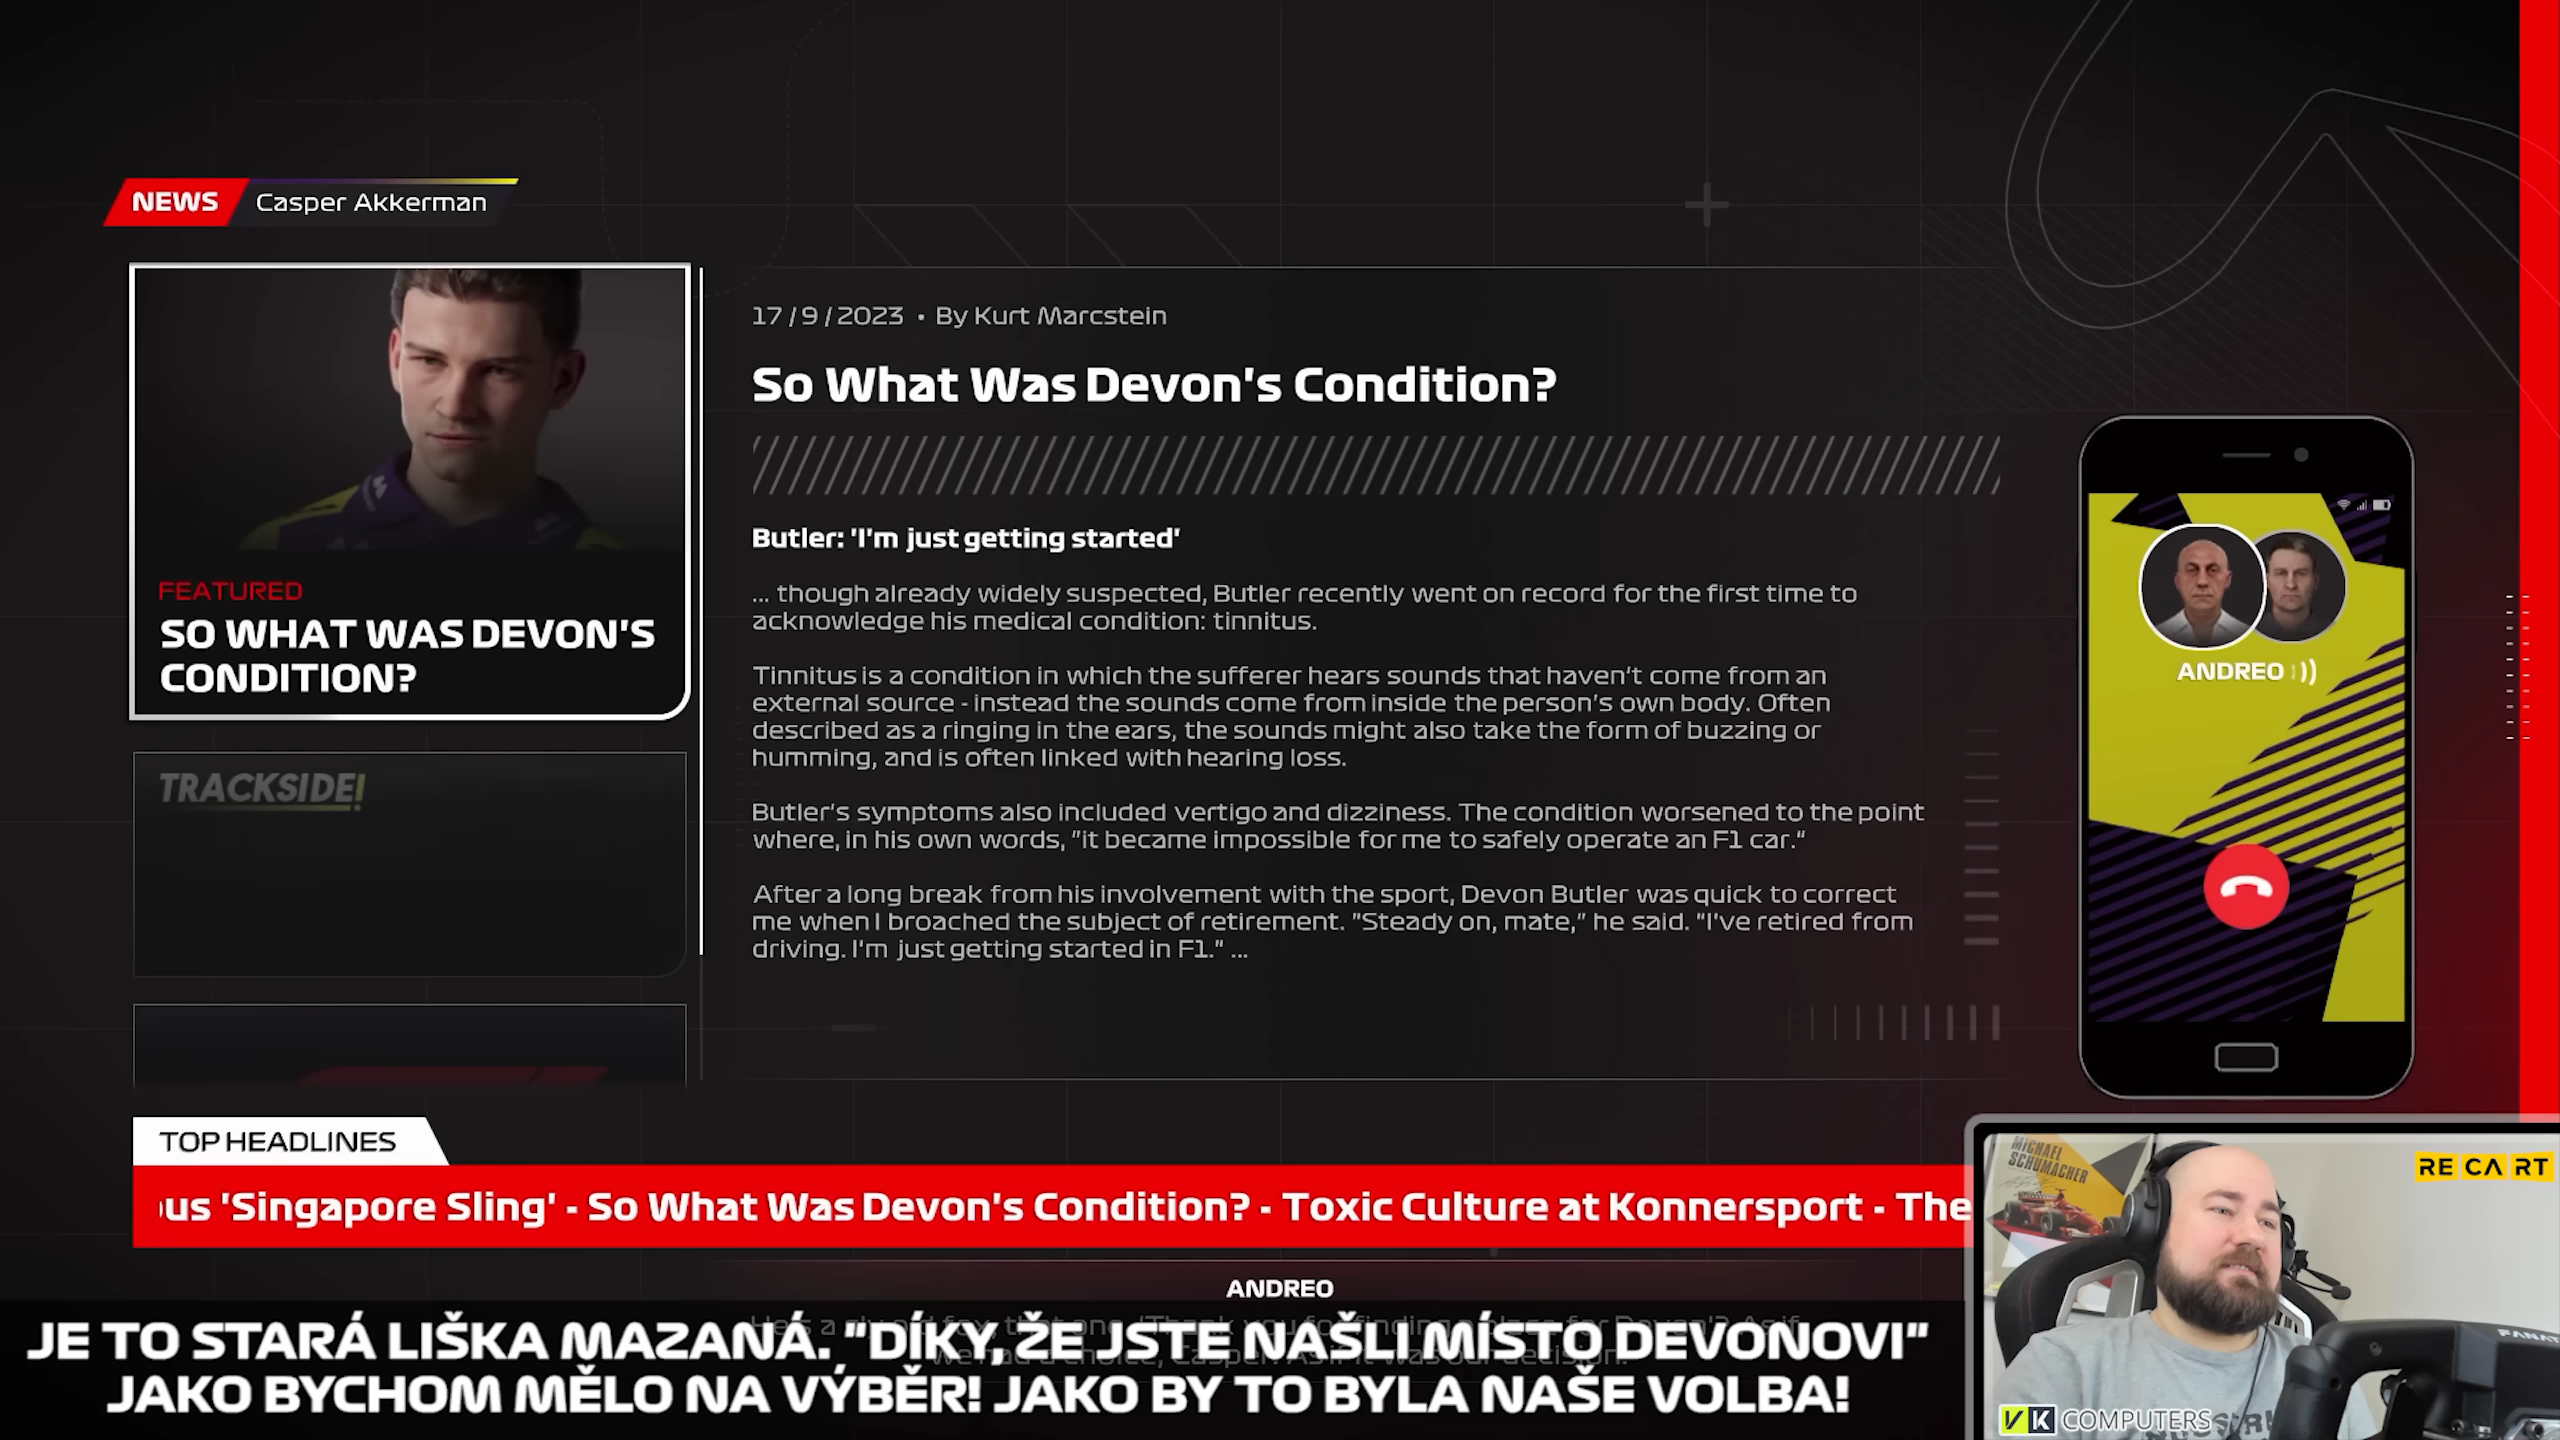 NEWS Casper Akkerman
FEATURED
SO WHAT WAS DEVON'S
CONDITION?
TRACKSIDE!
17/9/2023 • By Kurt Marcstein
So What Was Devon's Condition?
Butler: 'I'm just getting started'
... though already widely suspected, Butler recently went on record for the first time to
acknowledge his medical condition: tinnitus.
Tinnitus is a condition in which the sufferer hears sounds that haven't come from an
external source - instead the sounds come from inside the person's own body. Often
described as a ringing in the ears, the sounds might also take the form of buzzing or
humming, and is often linked with hearing loss.
Butler's symptoms also included vertigo and dizziness. The condition worsened to the point
where, in his own words, "it became impossible for me to safely operate an F1 car."
After a long break from his involvement with the sport, Devon Butler was quick to correct
me when I broached the subject of retirement. "Steady on, mate," he said. "I've retired from
driving. I'm just getting started in F1." ...
ANDREO
TOP HEADLINES
us 'Singapore Sling' - So What Was Devon's Condition? - Toxic Culture at Konnersport - The
MICHAEL
SCHUMACHER
RECART
ANDREO
JE TO STARÁ LIŠKA MAZANÁ. "DÍKY, ŽE JSTE NAŠLI MÍSTO DEVONOVI"
JAKO BYCHOM MĚLO NA VÝBĚR! JAKO BY TO BYLA NAŠE VOLBA!
FANAT
VK COMPUTERS